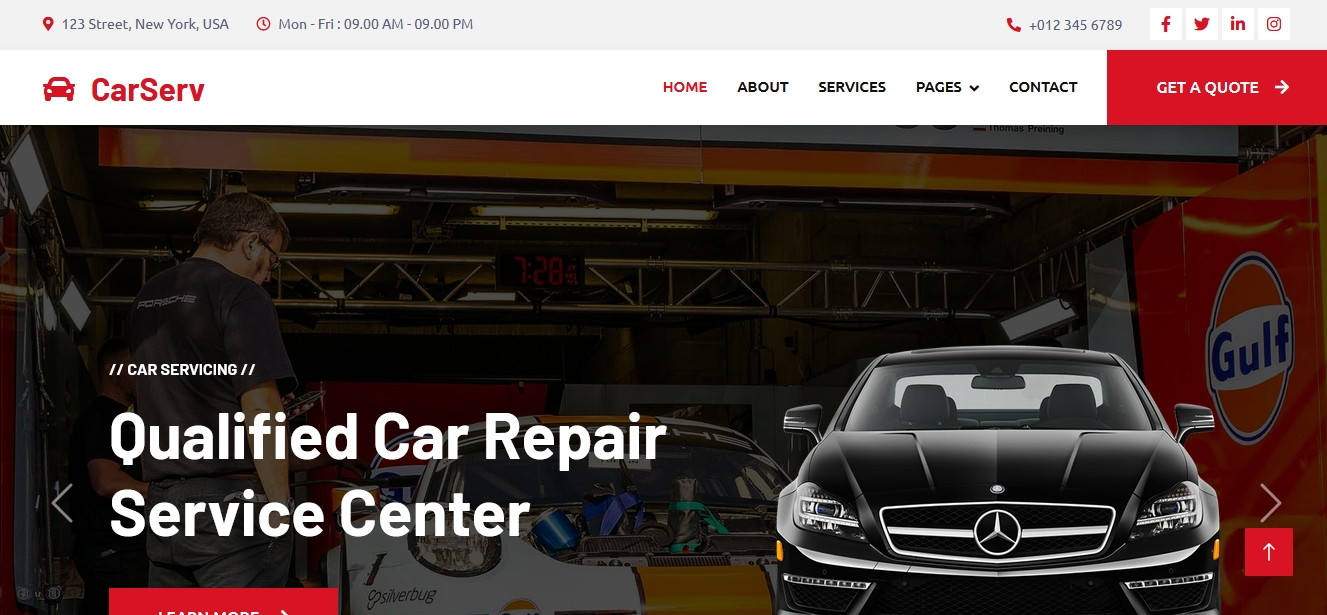 123 Street, New York, USA
Mon - Fri : 09.00 AM - 09.00 PM
+012 345 6789
CarServ
HOME
ABOUT
SERVICES
PAGES
CONTACT
GET A QUOTE
Thomas Preining
7:28
PORSCHE
Gulf
// CAR SERVICING //
Qualified Car Repair
Service Center
silverbug
LEARN MORE